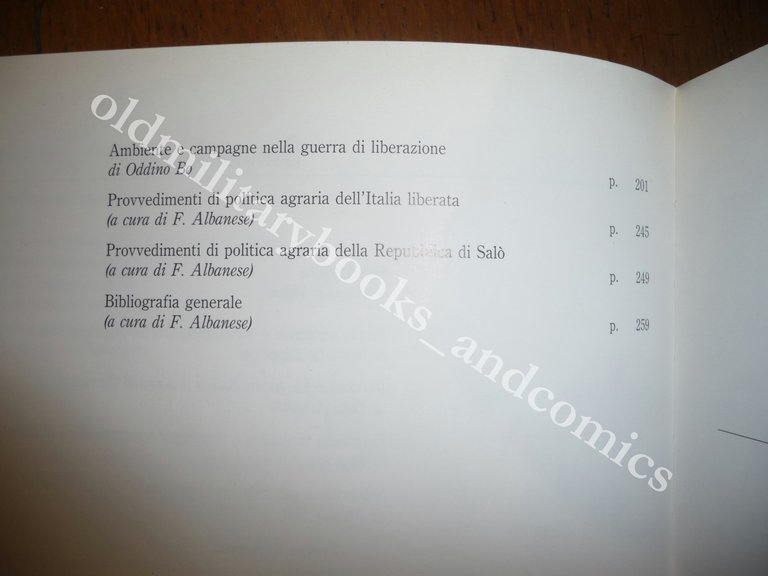 Ambiente e campagne nella guerra di liberazione
di Oddino Bo
p. 201
Provvedimenti di politica agraria dell'Italia liberata
(a cura di F. Albanese)
p. 245
Provvedimenti di politica agraria della Repubblica di Salò
(a cura di F. Albanese)
p. 249
Bibliografia generale
(a cura di F. Albanese)
p. 259
oldmilitarybooks_andcomics